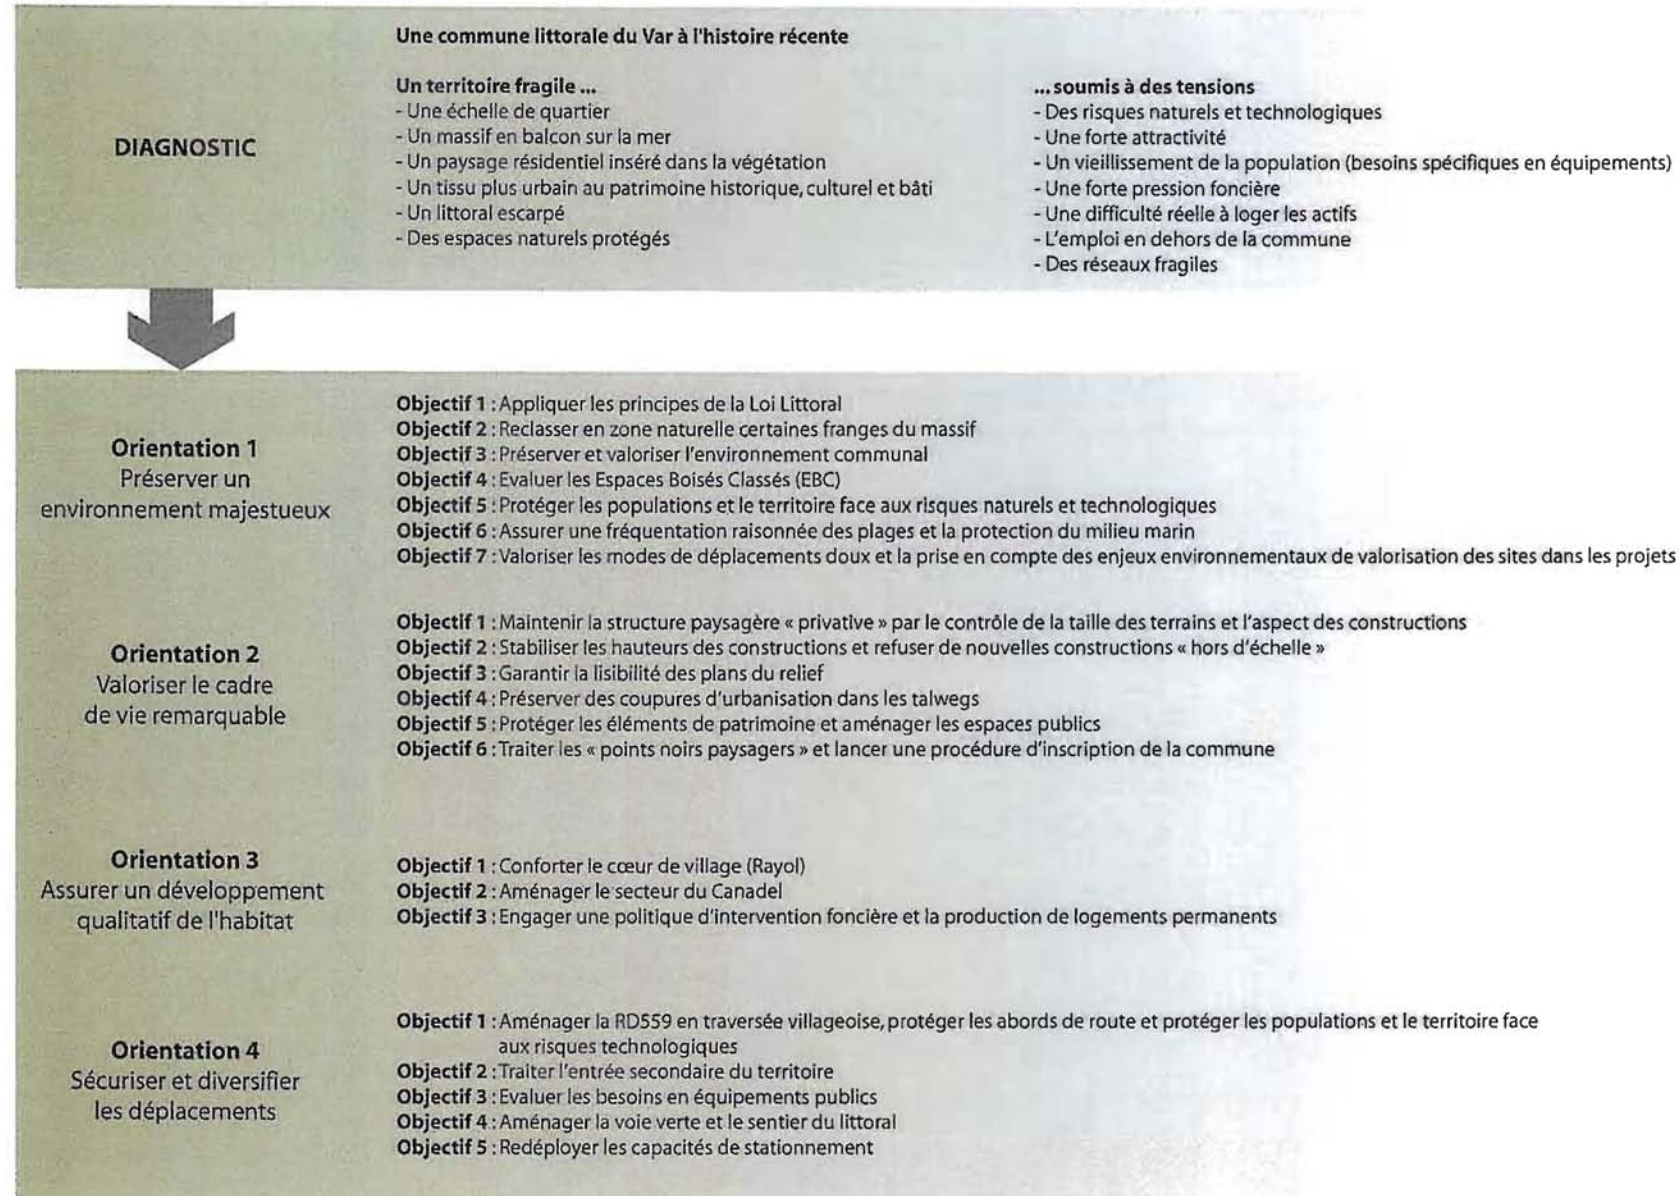 DIAGNOSTIC
Une commune littorale du Var à l'histoire récente
Un territoire fragile ...
- Une échelle de quartier
- Un massif en balcon sur la mer
- Un paysage résidentiel inséré dans la végétation
- Un tissu plus urbain au patrimoine historique, culturel et bâti
- Un littoral escarpé
- Des espaces naturels protégés
... soumis à des tensions
- Des risques naturels et technologiques
- Une forte attractivité
- Un vieillissement de la population (besoins spécifiques en équipements)
- Une forte pression foncière
- Une difficulté réelle à loger les actifs
- L'emploi en dehors de la commune
- Des réseaux fragiles
Orientation 1
Préserver un
environnement majestueux
Objectif 1 : Appliquer les principes de la Loi Littoral
Objectif 2 : Reclasser en zone naturelle certaines franges du massif
Objectif 3 : Préserver et valoriser l'environnement communal
Objectif 4 : Evaluer les Espaces Boisés Classés (EBC)
Objectif 5 : Protéger les populations et le territoire face aux risques naturels et technologiques
Objectif 6 : Assurer une fréquentation raisonnée des plages et la protection du milieu marin
Objectif 7 : Valoriser les modes de déplacements doux et la prise en compte des enjeux environnementaux de valorisation des sites dans les projets
Orientation 2
Valoriser le cadre
de vie remarquable
Objectif 1 : Maintenir la structure paysagère « privative » par le contrôle de la taille des terrains et l'aspect des constructions
Objectif 2 : Stabiliser les hauteurs des constructions et refuser de nouvelles constructions « hors d'échelle »
Objectif 3 : Garantir la lisibilité des plans du relief
Objectif 4 : Préserver des coupures d'urbanisation dans les talwegs
Objectif 5 : Protéger les éléments de patrimoine et aménager les espaces publics
Objectif 6 : Traiter les « points noirs paysagers » et lancer une procédure d'inscription de la commune
Orientation 3
Assurer un développement
qualitatif de l'habitat
Objectif 1 : Conforter le cœur de village (Rayol)
Objectif 2 : Aménager le secteur du Canadel
Objectif 3 : Engager une politique d'intervention foncière et la production de logements permanents
Orientation 4
Sécuriser et diversifier
les déplacements
Objectif 1 : Aménager la RD559 en traversée villageoise, protéger les abords de route et protéger les populations et le territoire face
aux risques technologiques
Objectif 2 : Traiter l'entrée secondaire du territoire
Objectif 3 : Evaluer les besoins en équipements publics
Objectif 4 : Aménager la voie verte et le sentier du littoral
Objectif 5 : Redéployer les capacités de stationnement